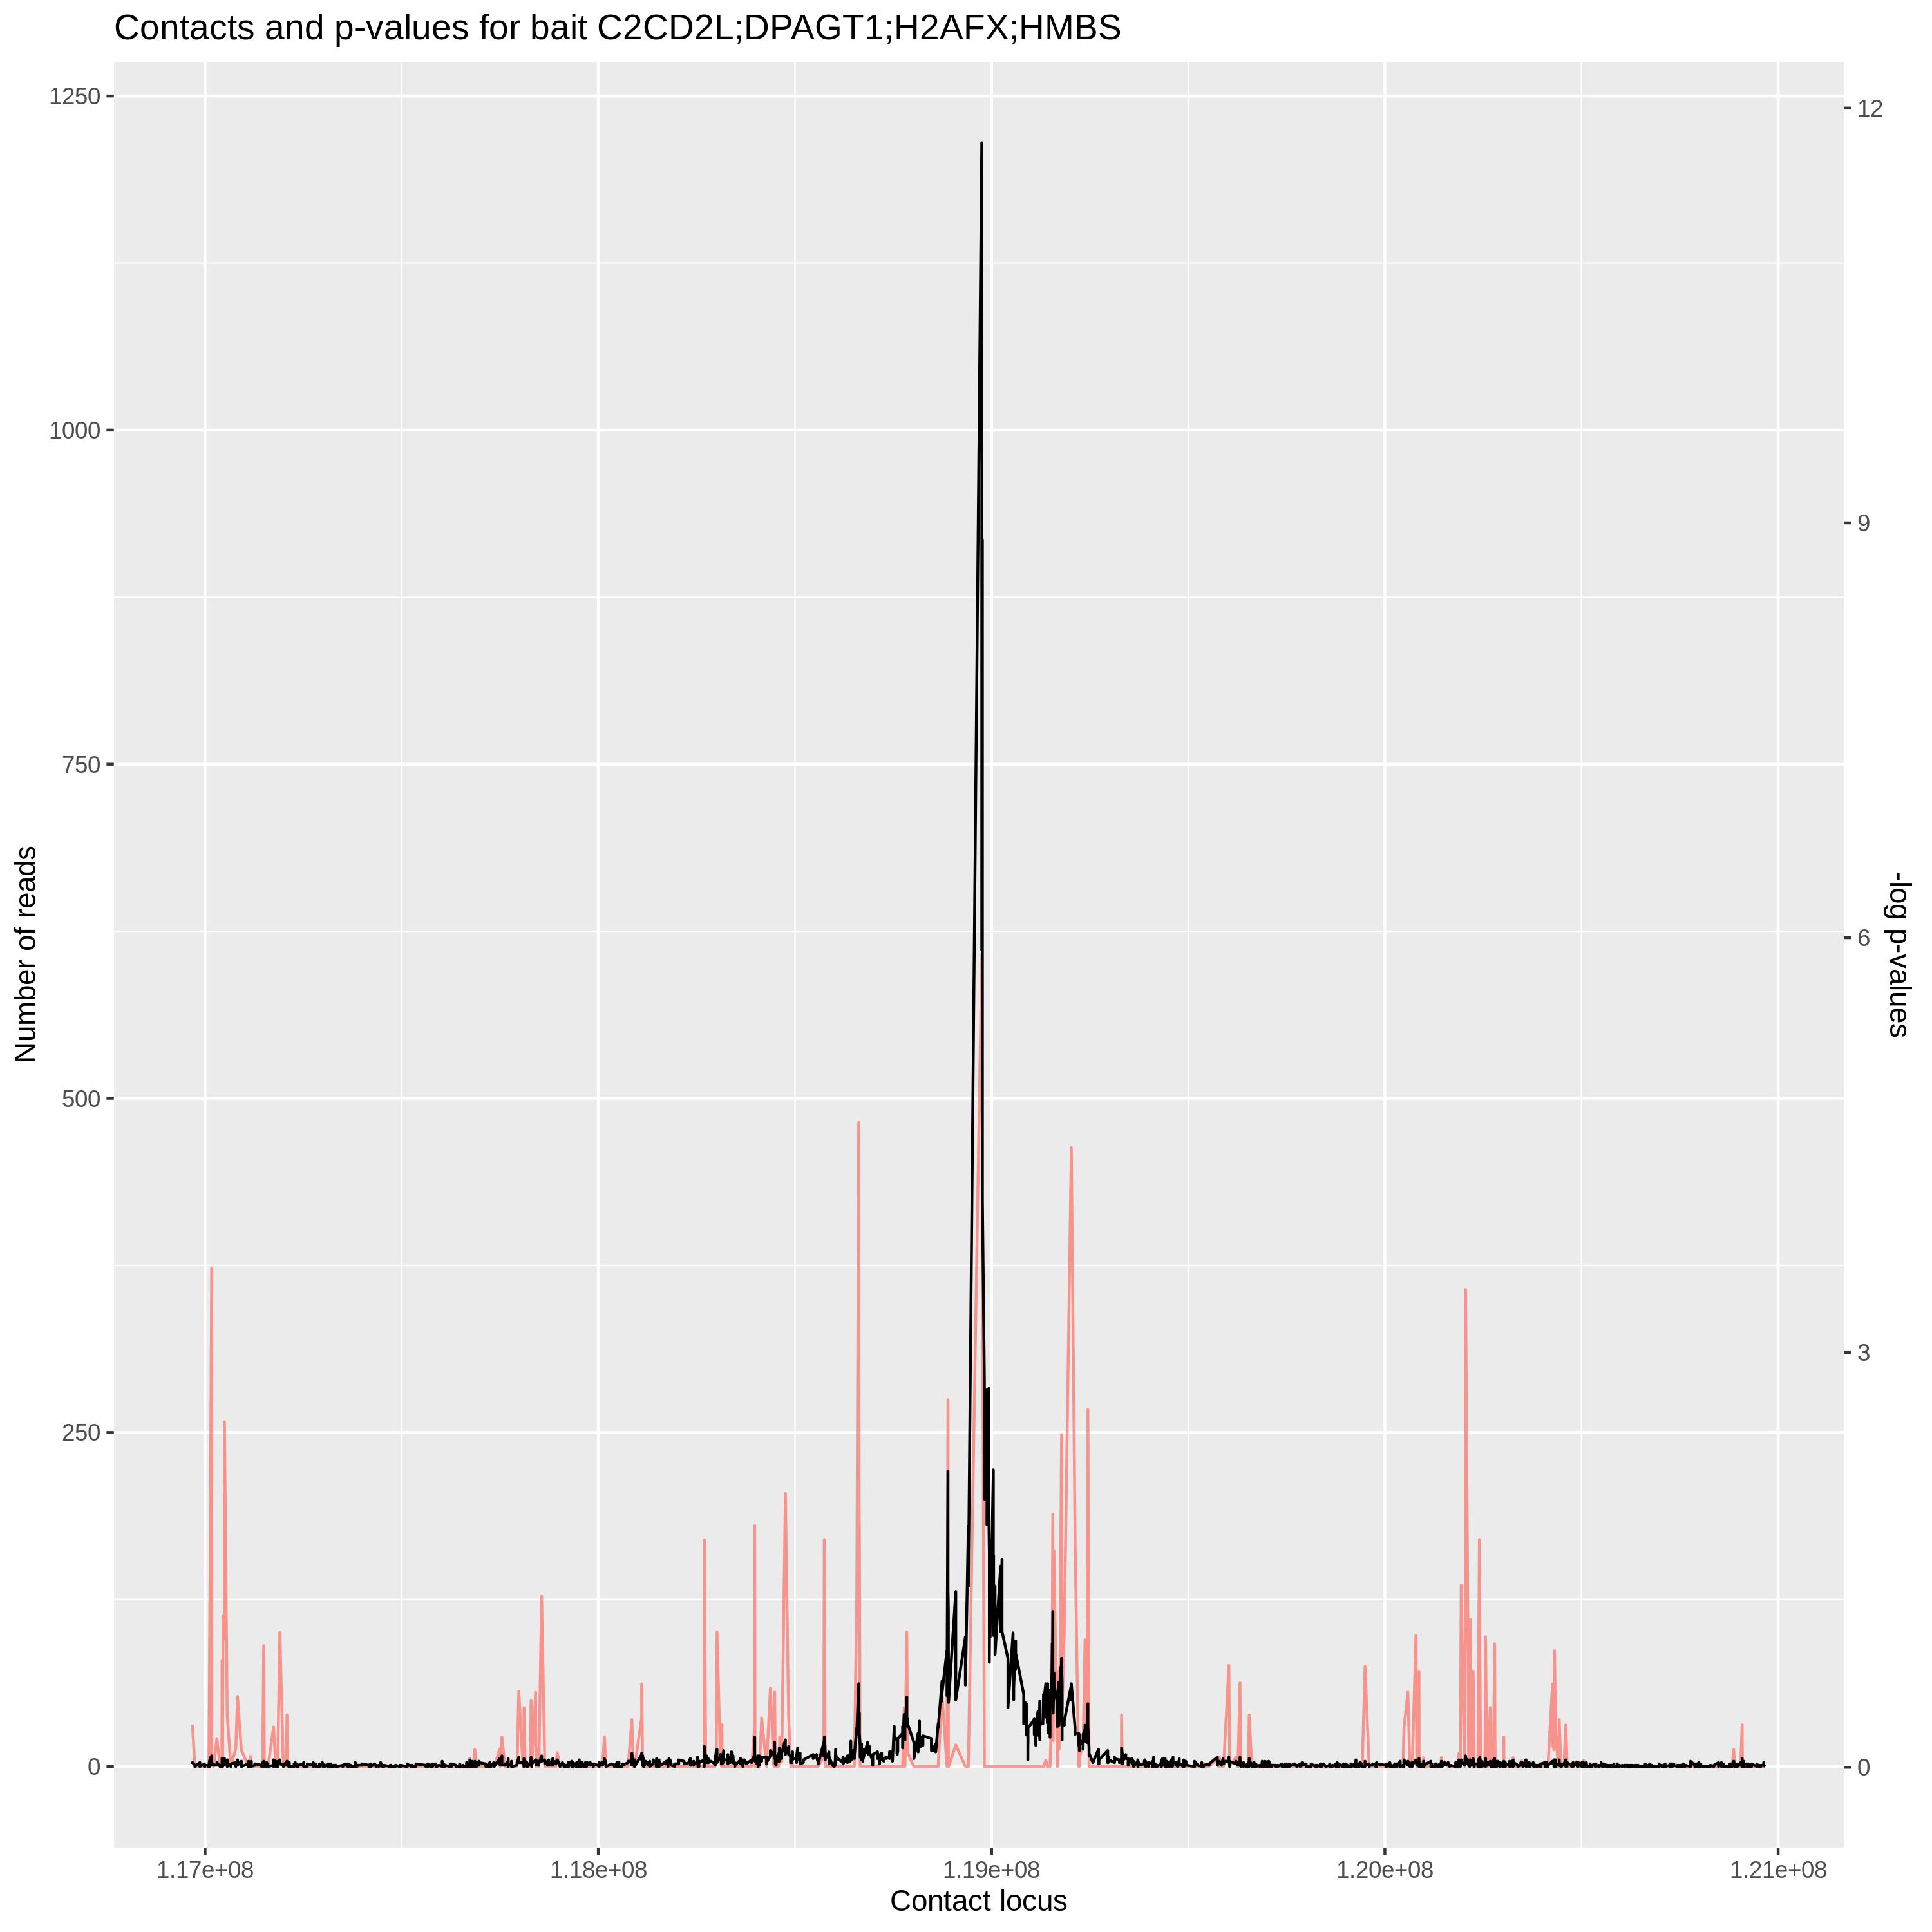 Contacts and p-values for bait C2CD2L;DPAGT1;H2AFX;HMBS
1250
1000
750
500
250
0
Number of reads
12
9
6
3
0
-log p-values
1.17e+08
1.18e+08
1.19e+08
1.20e+08
1.21e+08
Contact locus